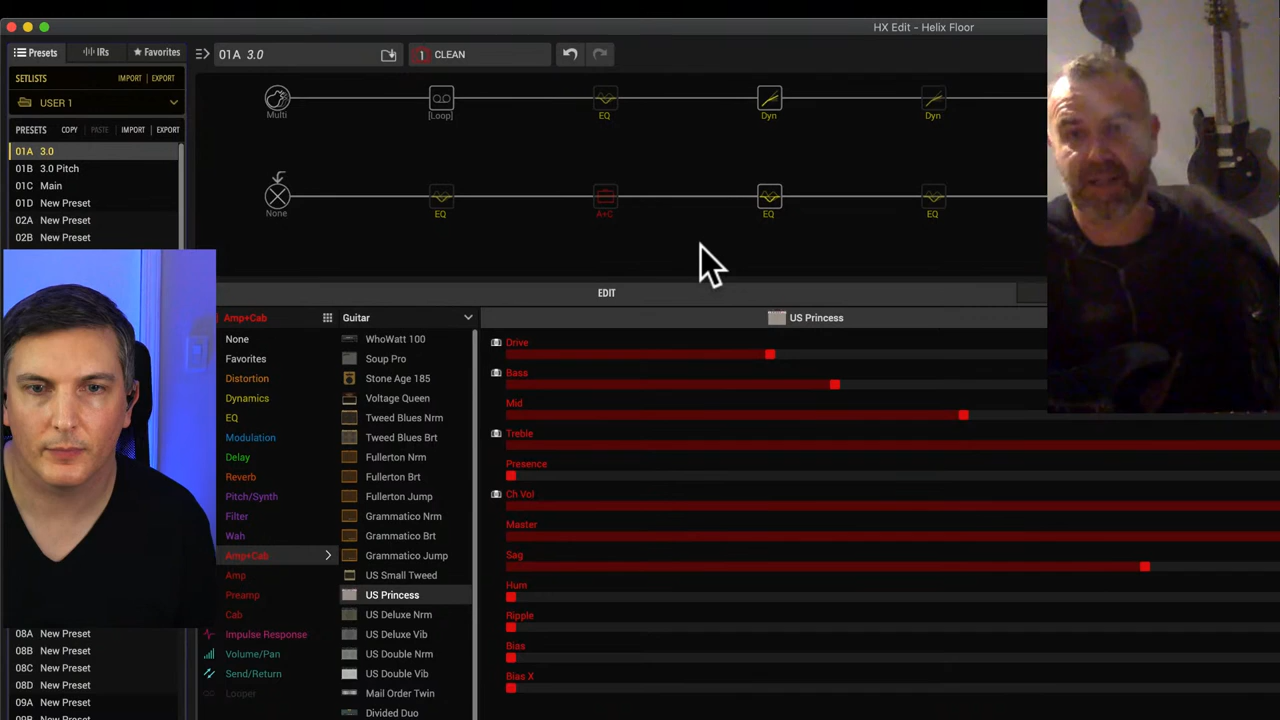 HX Edit - Helix Floor
Presets IRs Favorites
01A 3.0
1 CLEAN
SETLISTS IMPORT EXPORT
USER 1
PRESETS COPY PASTE IMPORT EXPORT
01A 3.0
01B 3.0 Pitch
01C Main
01D New Preset
02A New Preset
02B New Preset
08A New Preset
08B New Preset
08C New Preset
08D New Preset
09A New Preset
Multi [Loop] EQ Dyn Dyn
None EQ A+C EQ EQ
EDIT
Amp+Cab
None
Favorites
Distortion
Dynamics
EQ
Modulation
Delay
Reverb
Pitch/Synth
Filter
Wah
Amp+Cab
Amp
Preamp
Cab
Impulse Response
Volume/Pan
Send/Return
Looper
Guitar
WhoWatt 100
Soup Pro
Stone Age 185
Voltage Queen
Tweed Blues Nrm
Tweed Blues Brt
Fullerton Nrm
Fullerton Brt
Fullerton Jump
Grammatico Nrm
Grammatico Brt
Grammatico Jump
US Small Tweed
US Princess
US Deluxe Nrm
US Deluxe Vib
US Double Nrm
US Double Vib
Mail Order Twin
Divided Duo
US Princess
Drive
Bass
Mid
Treble
Presence
Ch Vol
Master
Sag
Hum
Ripple
Bias
Bias X